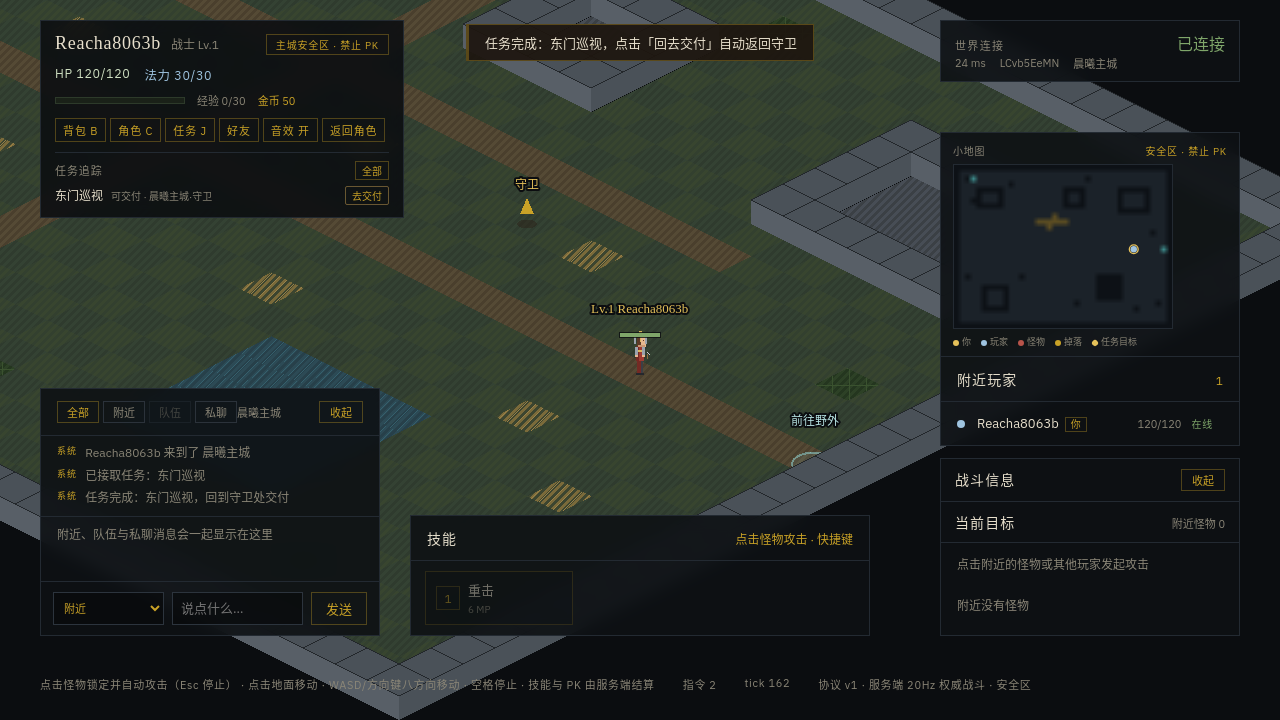 Reacha8063b 战士 Lv.1 主城安全区 · 禁止 PK
HP 120/120 法力 30/30
经验 0/30 金币 50
背包 B 角色 C 任务 J 好友 音效 开 返回角色
任务追踪 全部
东门巡视 可交付 · 晨曦主城·守卫 去交付
任务完成：东门巡视，点击「回去交付」自动返回守卫
世界连接 已连接
24 ms LCvb5EeMN 晨曦主城
小地图 安全区 · 禁止 PK
你 玩家 怪物 掉落 任务目标
附近玩家 1
Reacha8063b 你 120/120 在线
守卫
Lv.1 Reacha8063b
前往野外
全部 附近 队伍 私聊 晨曦主城 收起
系统 Reacha8063b 来到了 晨曦主城
系统 已接取任务：东门巡视
系统 任务完成：东门巡视，回到守卫处交付
附近、队伍与私聊消息会一起显示在这里
附近 说点什么... 发送
技能 点击怪物攻击 · 快捷键
1 重击
6 MP
战斗信息 收起
当前目标 附近怪物 0
点击附近的怪物或其他玩家发起攻击
附近没有怪物
点击怪物锁定并自动攻击（Esc 停止） · 点击地面移动 · WASD/方向键八方向移动 · 空格停止 · 技能与 PK 由服务端结算 指令 2 tick 162 协议 v1 · 服务端 20Hz 权威战斗 · 安全区